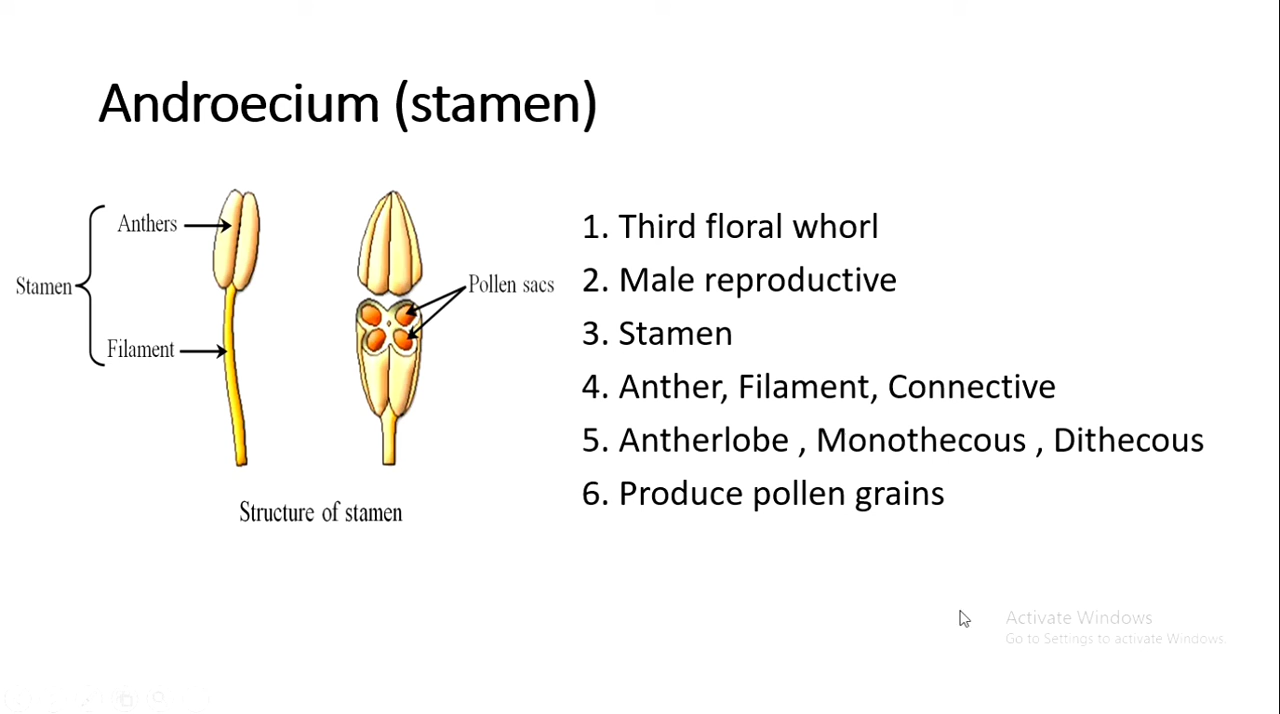 Androecium (stamen)
Anthers
Stamen
Filament
Pollen sacs
Structure of stamen
1. Third floral whorl
2. Male reproductive
3. Stamen
4. Anther, Filament, Connective
5. Antherlobe , Monothecous , Dithecous
6. Produce pollen grains
Activate Windows
Go to Settings to activate Windows.